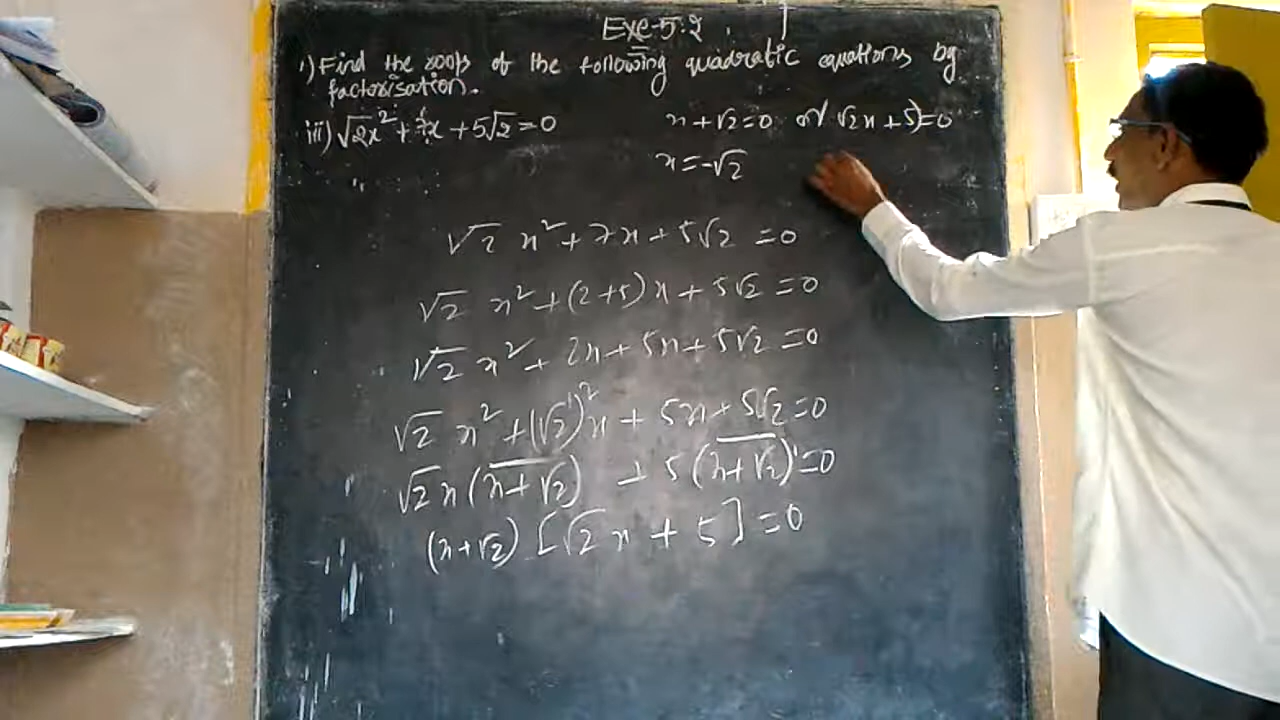 Exe-5.2
1) Find the roots of the following quadratic equations by
factorisation.
iii) √2x² + 7x + 5√2 = 0
x + √2 = 0 or √2x + 5) = 0
x = -√2
√2 x² + 7x + 5√2 = 0
√2 x² + (2+5)x + 5√2 = 0
√2 x² + 2x + 5x + 5√2 = 0
√2 x² + (√2)²x + 5x + 5√2 = 0
√2x(x+√2) + 5(x+√2) = 0
(x+√2) [√2x + 5] = 0